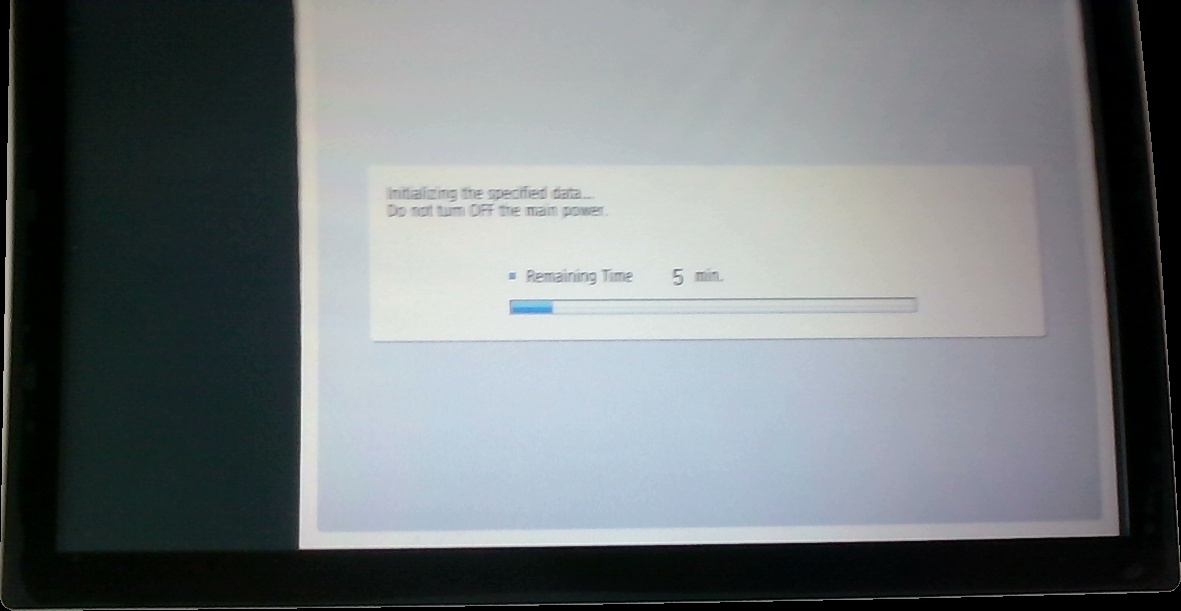 Initializing the specified data...
Do not turn OFF the main power.
Remaining Time 5 min.